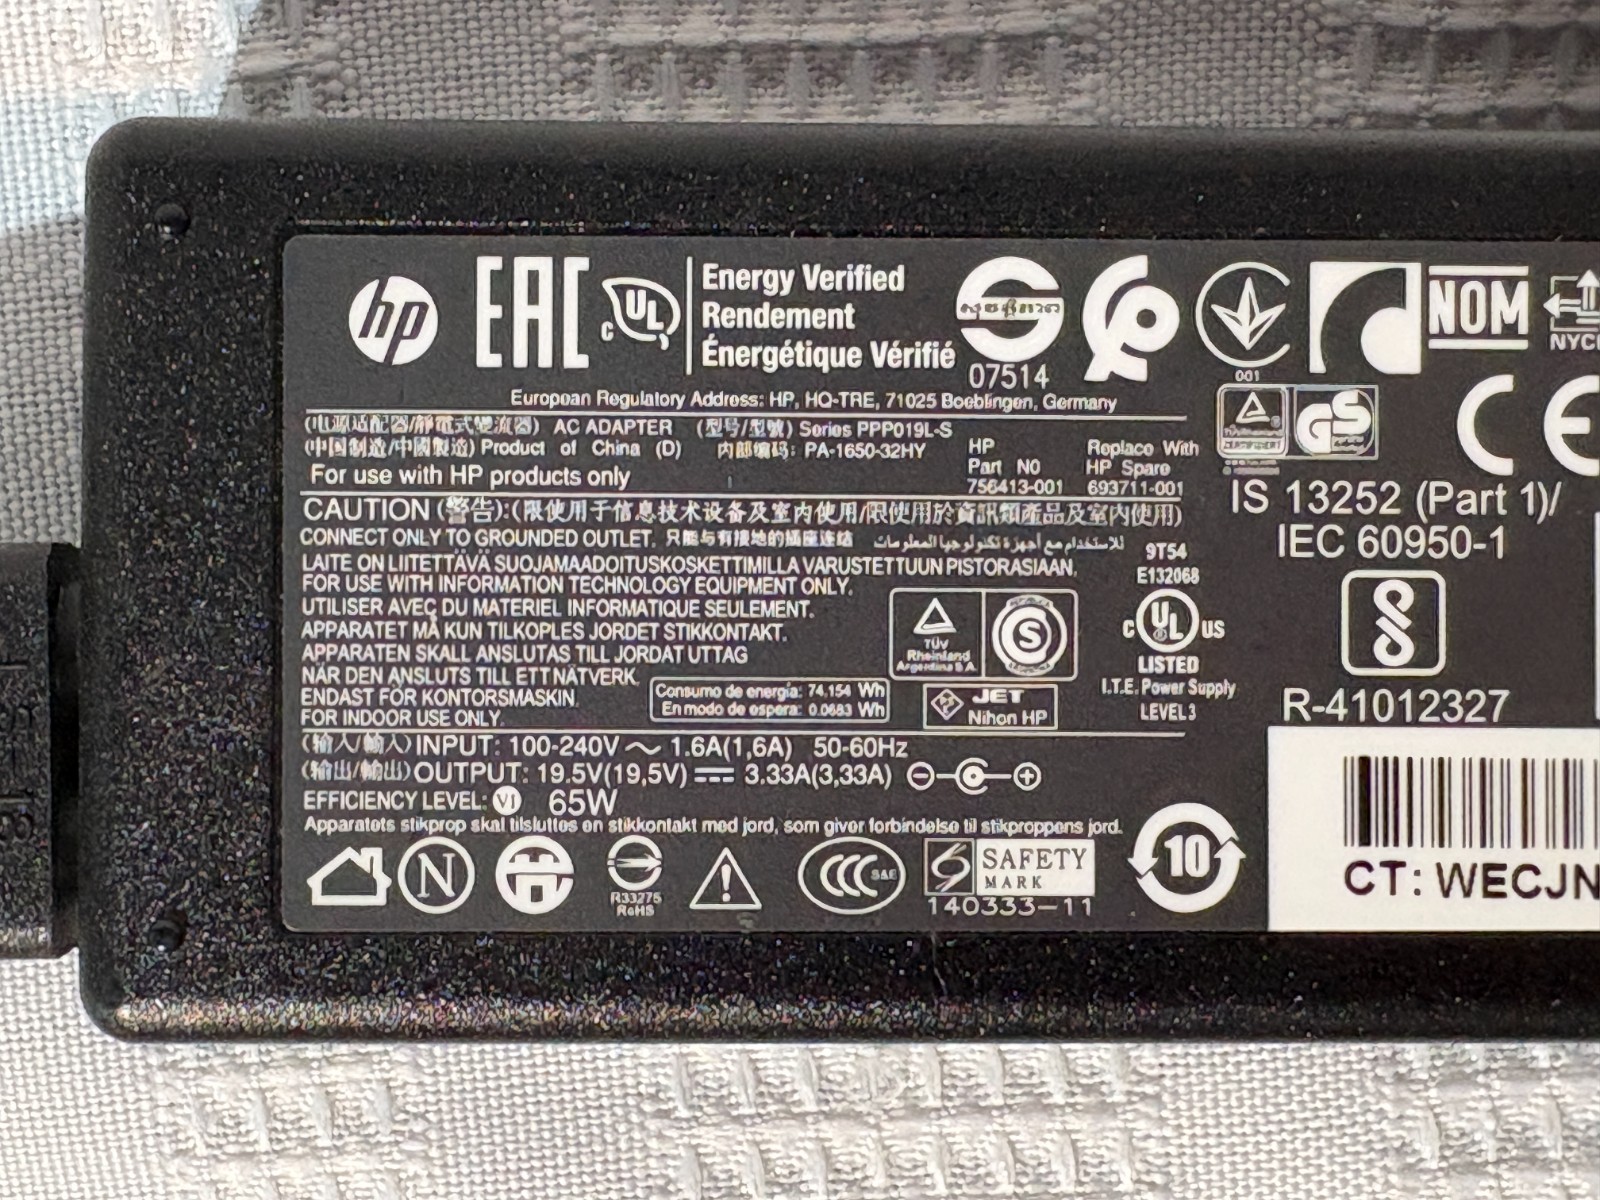 hp EAC c UL Energy Verified
Rendement
Énergétique Vérifié
07514
001
NOM
NYCE
European Regulatory Address: HP, HQ-TRE, 71025 Boeblingen, Germany
(电源适配器/靜電式變流器) AC ADAPTER (型号/型號) Series PPP019L-S
(中国制造/中國製造) Product of China (D) 内部编码: PA-1650-32HY
For use with HP products only
HP
Part NO
756413-001
Replace With
HP Spare
693711-001
GS
CE
IS 13252 (Part 1)/
IEC 60950-1
R-41012327
CAUTION (警告):(限使用于信息技术设备及室内使用/限使用於資訊類產品及室內使用)
CONNECT ONLY TO GROUNDED OUTLET. 只能与有接地的插座连结 للاستخدام مع أجهزة تكنولوجيا المعلومات
LAITE ON LIITETTÄVÄ SUOJAMAADOITUSKOSKETTIMILLA VARUSTETTUUN PISTORASIAAN.
FOR USE WITH INFORMATION TECHNOLOGY EQUIPMENT ONLY.
UTILISER AVEÇ DU MATERIEL INFORMATIQUE SEULEMENT.
APPARATET MÅ KUN TILKOPLES JORDET STIKKONTAKT.
APPARATEN SKALL ANSLUTAS TILL JORDAT UTTAG
NÄR DEN ANSLUTS TILL ETT NÄTVERK.
ENDAST FÖR KONTORSMASKIN.
FOR INDOOR USE ONLY.
Consumo de energía: 74.154 Wh
En modo de espera: 0.0683 Wh
TÜV
Rheinland
Argentina S.A.
S
JET
Nihon HP
9T54
E132068
c UL US
LISTED
I.T.E. Power Supply
LEVEL 3
(输入/輸入) INPUT: 100-240V ～ 1.6A(1,6A) 50-60Hz
(输出/輸出) OUTPUT: 19.5V(19,5V) ⎓ 3.33A(3,33A)
EFFICIENCY LEVEL: VI 65W
Apparatets stikprop skal tilsluttes en stikkontakt med jord, som giver forbindelse til stikproppens jord.
N
R33275
RoHS
CCC S&E
SAFETY
MARK
140333-11
10
CT: WECJN